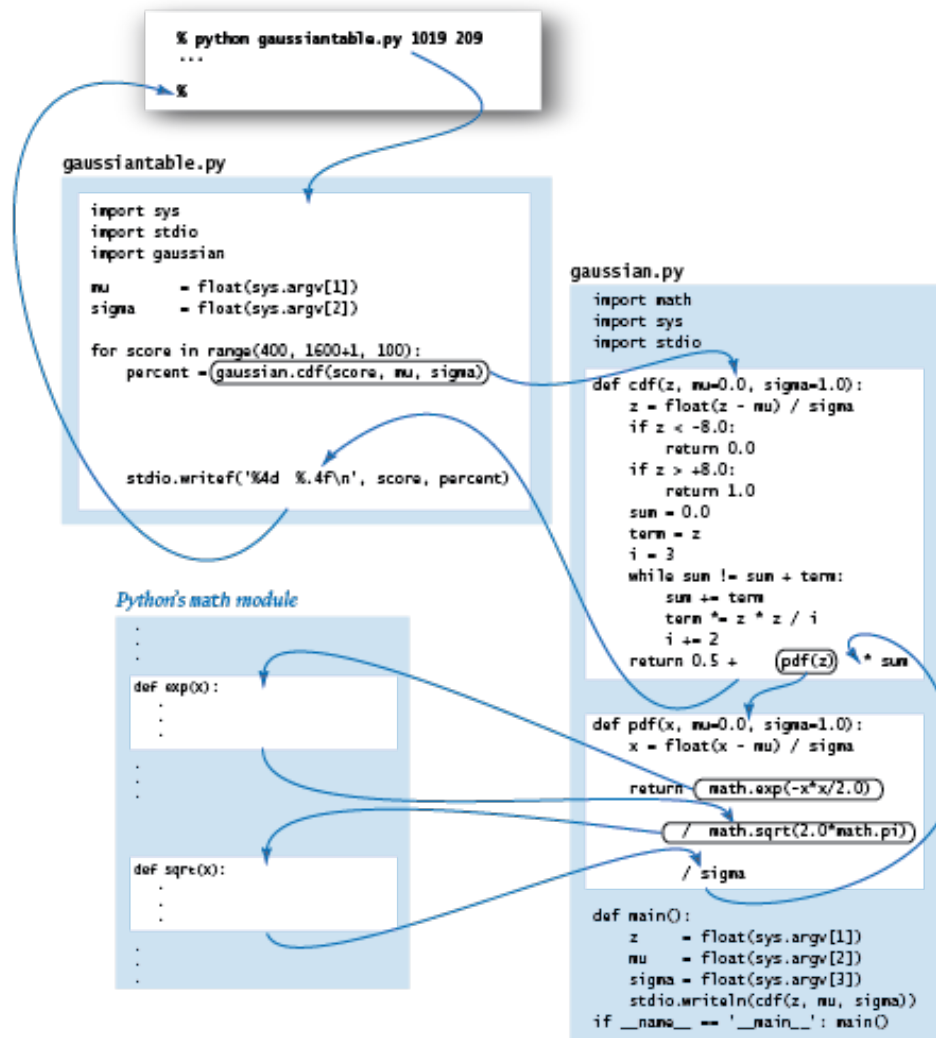 % python gaussiantable.py 1019 209
...
%
gaussiantable.py
import sys
import stdio
import gaussian
mu = float(sys.argv[1])
sigma = float(sys.argv[2])
for score in range(400, 1600+1, 100):
percent = gaussian.cdf(score, mu, sigma)
stdio.writef('%4d %.4f\n', score, percent)
gaussian.py
import math
import sys
import stdio
def cdf(z, mu=0.0, sigma=1.0):
z = float(z - mu) / sigma
if z < -8.0:
return 0.0
if z > +8.0:
return 1.0
sum = 0.0
term = z
i = 3
while sum != sum + term:
sum += term
term *= z * z / i
i += 2
return 0.5 + pdf(z) * sum
def pdf(x, mu=0.0, sigma=1.0):
x = float(x - mu) / sigma
return math.exp(-x*x/2.0)
/ math.sqrt(2.0*math.pi)
/ sigma
def main():
z = float(sys.argv[1])
mu = float(sys.argv[2])
sigma = float(sys.argv[3])
stdio.writeln(cdf(z, mu, sigma))
if __name__ == '__main__': main()
Python's math module
.
.
.
def exp(x):
.
.
.
.
.
.
def sqrt(x):
.
.
.
.
.
.